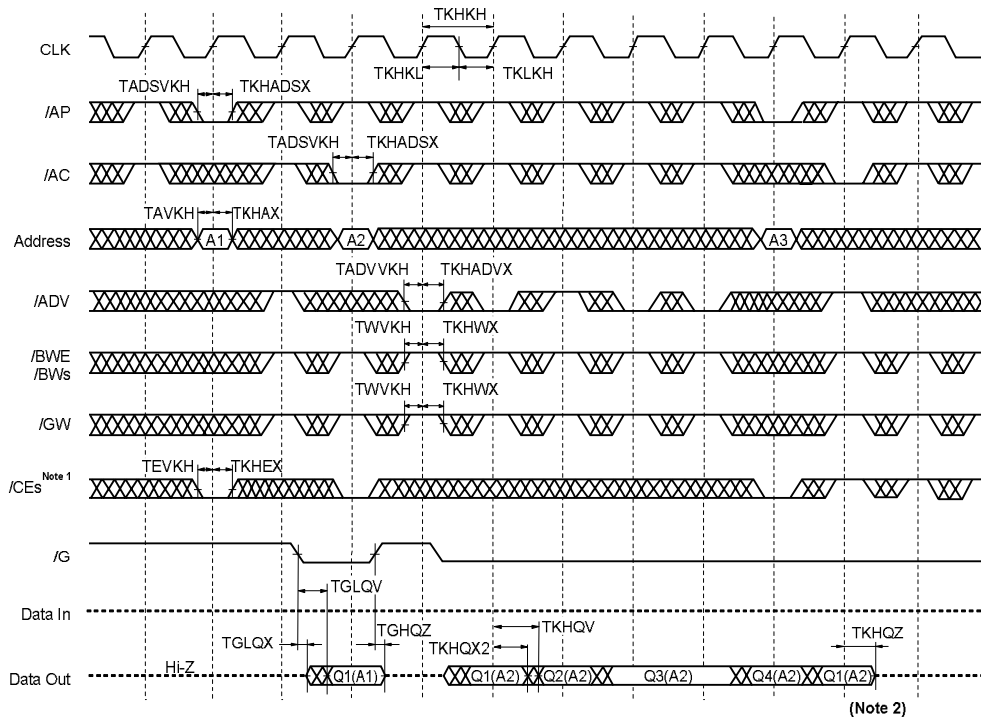 TKHKH
CLK
TKHKL TKLKH
TADSVKH TKHADSX
/AP
TADSVKH TKHADSX
/AC
TAVKH TKHAX
Address A1 A2 A3
TADVVKH TKHADVX
/ADV
TWVKH TKHWX
/BWE
/BWs
TWVKH TKHWX
/GW
TEVKH TKHEX
/CEs Note 1
/G
TGLQV
Data In
TGLQX TGHQZ TKHQX2 TKHQV TKHQZ
Hi-Z
Data Out Q1(A1) Q1(A2) Q2(A2) Q3(A2) Q4(A2) Q1(A2)
(Note 2)